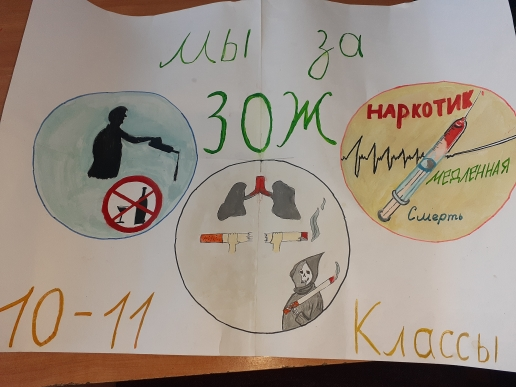 мы за
ЗОЖ
НАРКОТИК
МЕДЛЕННАЯ
Смерть
10-11 Классы